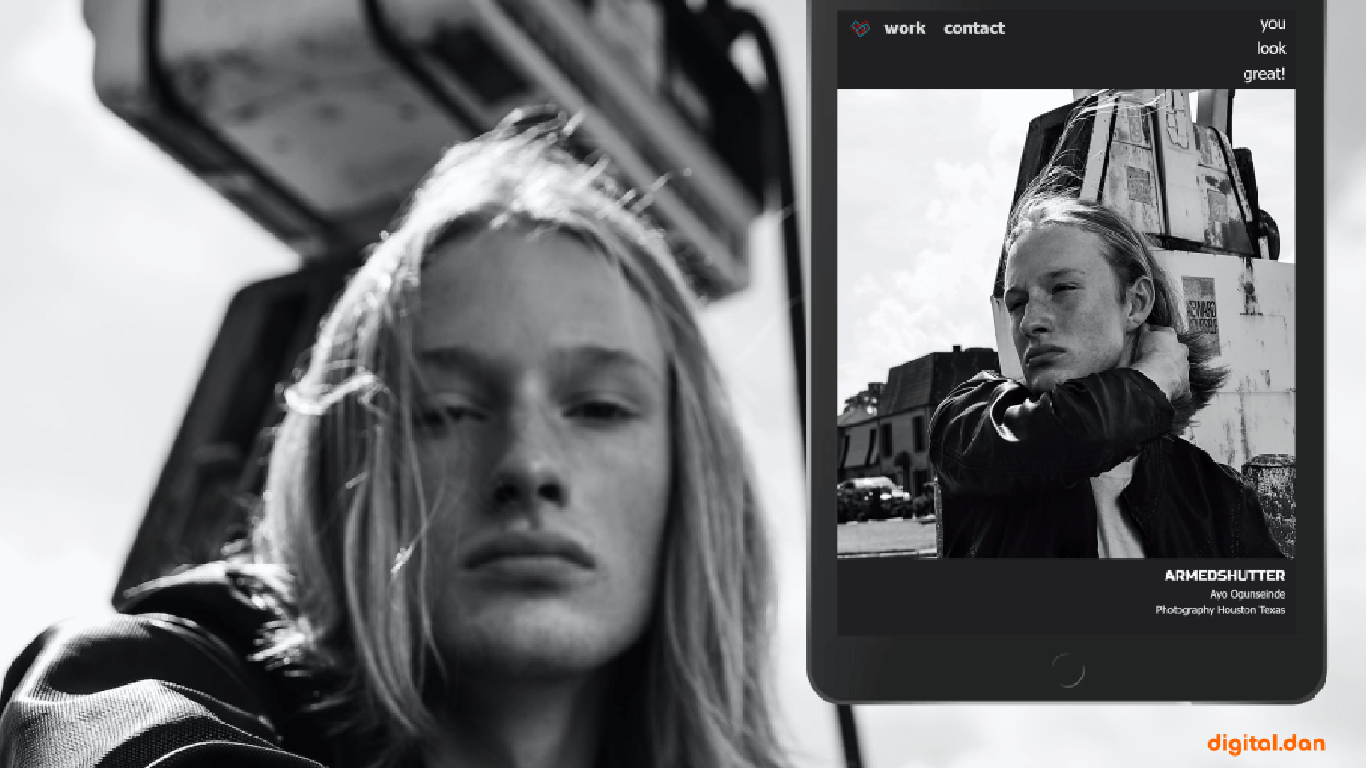 work contact
you
look
great!
ARMEDSHUTTER
Ayo Ogunseinde
Photography Houston Texas
digital.dan